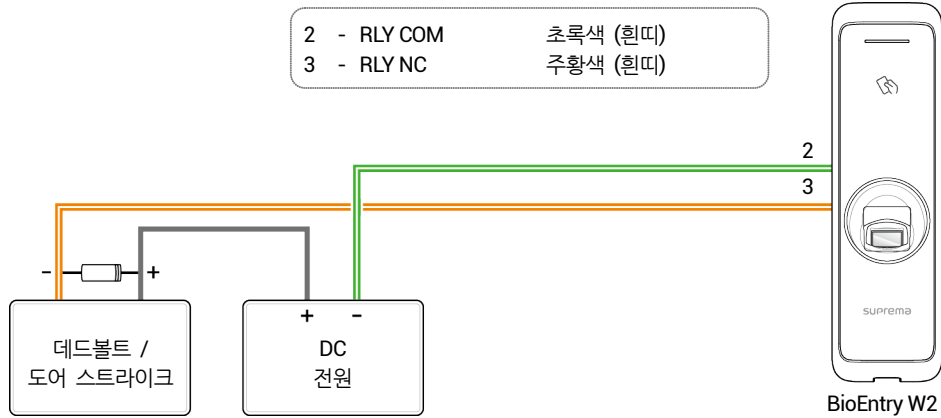 2 - RLY COM 초록색 (흰띠)
3 - RLY NC 주황색 (흰띠)
2
3
- +
+ -
데드볼트 /
도어 스트라이크
DC
전원
suprema
BioEntry W2